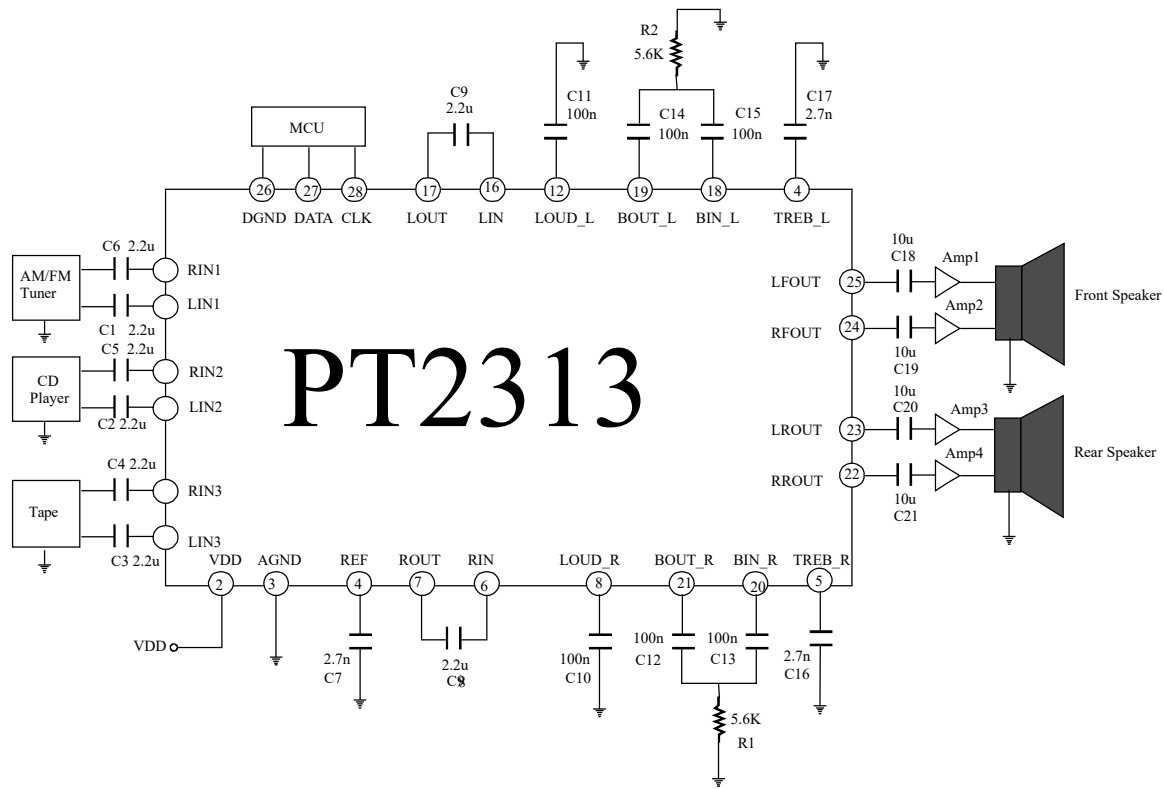 R2
5.6K
C9
2.2u
C11
100n
C14
100n
C15
100n
C17
2.7n
MCU
26
27
28
17
16
12
19
18
4
DGND
DATA
CLK
LOUT
LIN
LOUD_L
BOUT_L
BIN_L
TREB_L
C6 2.2u
AM/FM
Tuner
RIN1
LIN1
C1 2.2u
C5 2.2u
CD
Player
RIN2
LIN2
C2 2.2u
C4 2.2u
Tape
RIN3
LIN3
C3 2.2u
PT2313
10u
C18
Amp1
LFOUT
25
Amp2
RFOUT
24
10u
C19
Front Speaker
10u
C20
Amp3
LROUT
23
Amp4
RROUT
22
10u
C21
Rear Speaker
VDD
AGND
REF
ROUT
RIN
LOUD_R
BOUT_R
BIN_R
TREB_R
2
3
4
7
6
8
21
20
5
VDD
2.7n
C7
2.2u
100n
C10
100n
C12
100n
C13
2.7n
C16
5.6K
R1